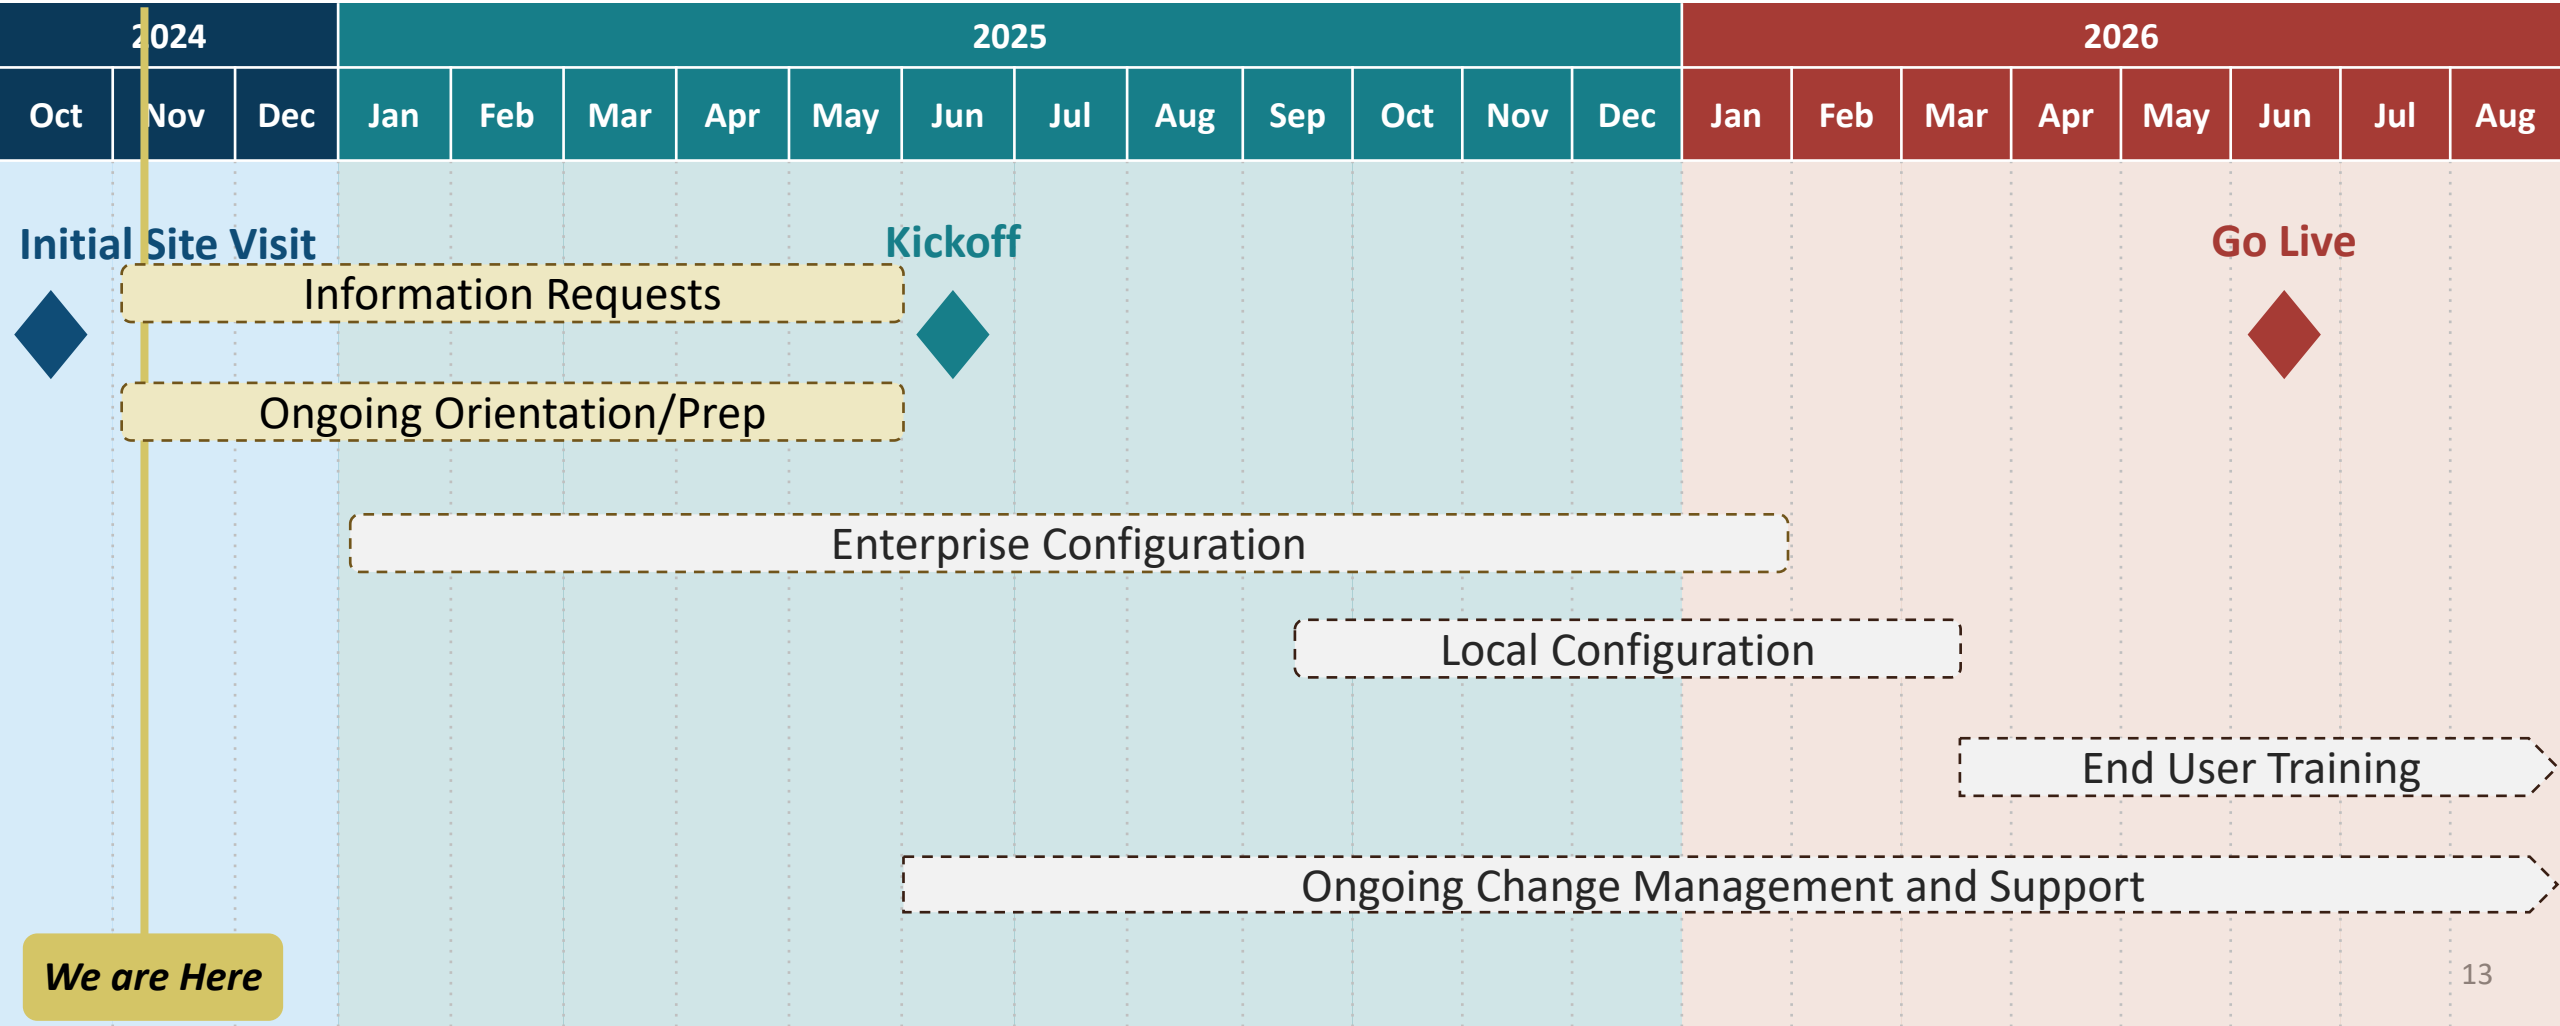 2024 2025 2026
Oct Nov Dec Jan Feb Mar Apr May Jun Jul Aug Sep Oct Nov Dec Jan Feb Mar Apr May Jun Jul Aug
Initial Site Visit Kickoff Go Live
Information Requests
Ongoing Orientation/Prep
Enterprise Configuration
Local Configuration
End User Training
Ongoing Change Management and Support
We are Here
13